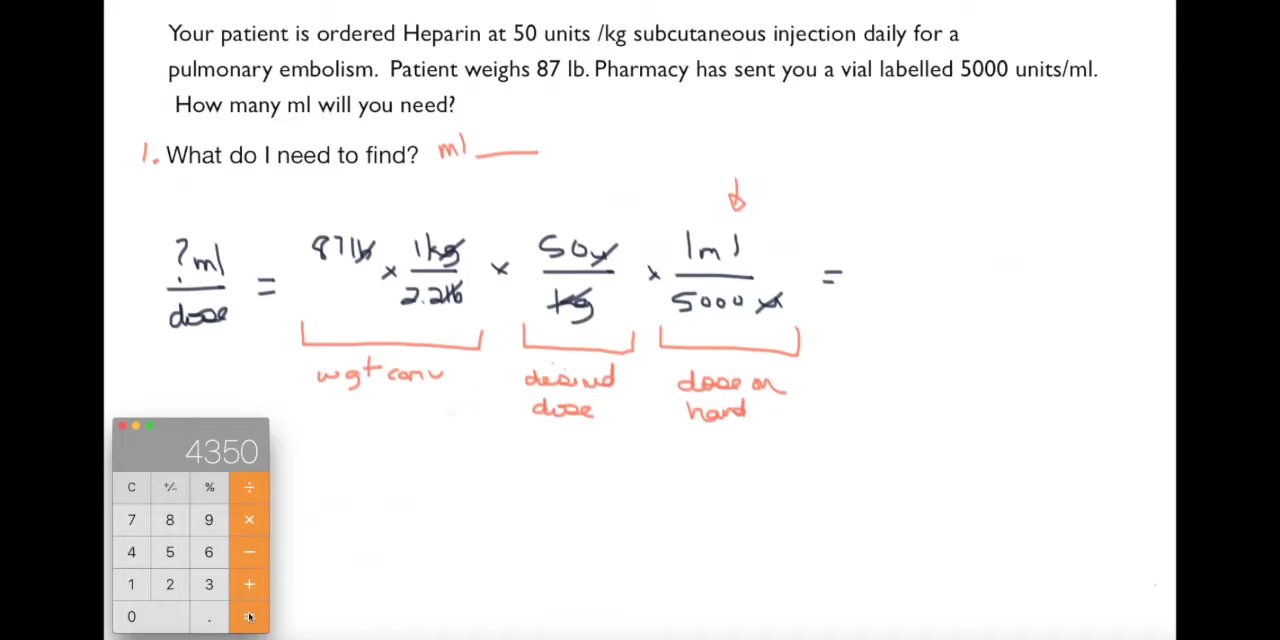 Your patient is ordered Heparin at 50 units /kg subcutaneous injection daily for a
pulmonary embolism. Patient weighs 87 lb. Pharmacy has sent you a vial labelled 5000 units/ml.
How many ml will you need?
1. What do I need to find? ml
?ml = 87 lb × 1kg × 50u × 1ml =
dose 2.2lb kg 5000 u
wgt conv desired dose on
dose hand
4350
C +/- % ÷
7 8 9 ×
4 5 6 −
1 2 3 +
0 . =